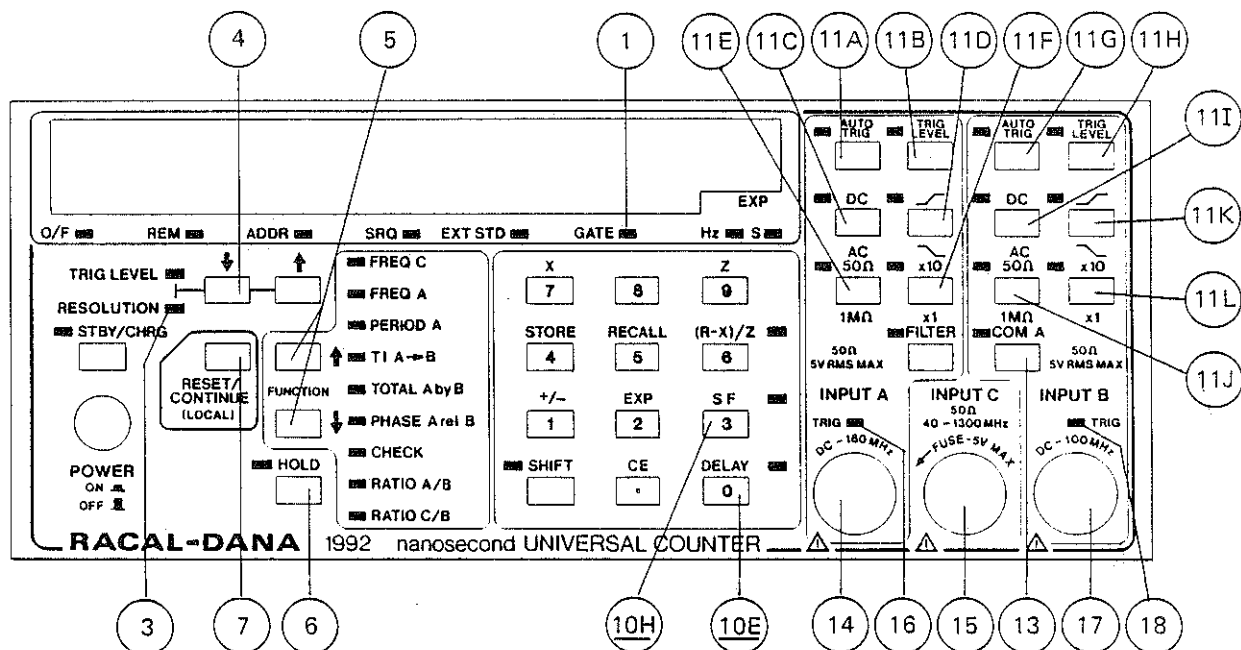 4 5 1 11E 11C 11A 11B 11D 11F 11G 11H
AUTO TRIG TRIG LEVEL AUTO TRIG TRIG LEVEL
11I
DC DC
EXP
11K
O/F REM ADDR SRQ EXT STD GATE Hz S
TRIG LEVEL
RESOLUTION
STBY/CHRG
RESET/
CONTINUE
(LOCAL)
FUNCTION
HOLD
POWER
ON
OFF
FREQ C
FREQ A
PERIOD A
TI A→B
TOTAL A by B
PHASE A rel B
CHECK
RATIO A/B
RATIO C/B
X Z
7 8 9
STORE RECALL (R-X)/Z
4 5 6
+/- EXP SF
1 2 3
SHIFT CE DELAY
. 0
AC
50Ω x10
1MΩ x1
AC
50Ω x10
1MΩ x1
11L
11J
FILTER COM A
50Ω
5V RMS MAX
50Ω
5V RMS MAX
INPUT A INPUT C INPUT B
50Ω
40-1300MHz
TRIG TRIG
DC-160MHz FUSE-5V MAX DC-100MHz
RACAL-DANA 1992 nanosecond UNIVERSAL COUNTER
3 7 6 10H 10E 14 16 15 13 17 18